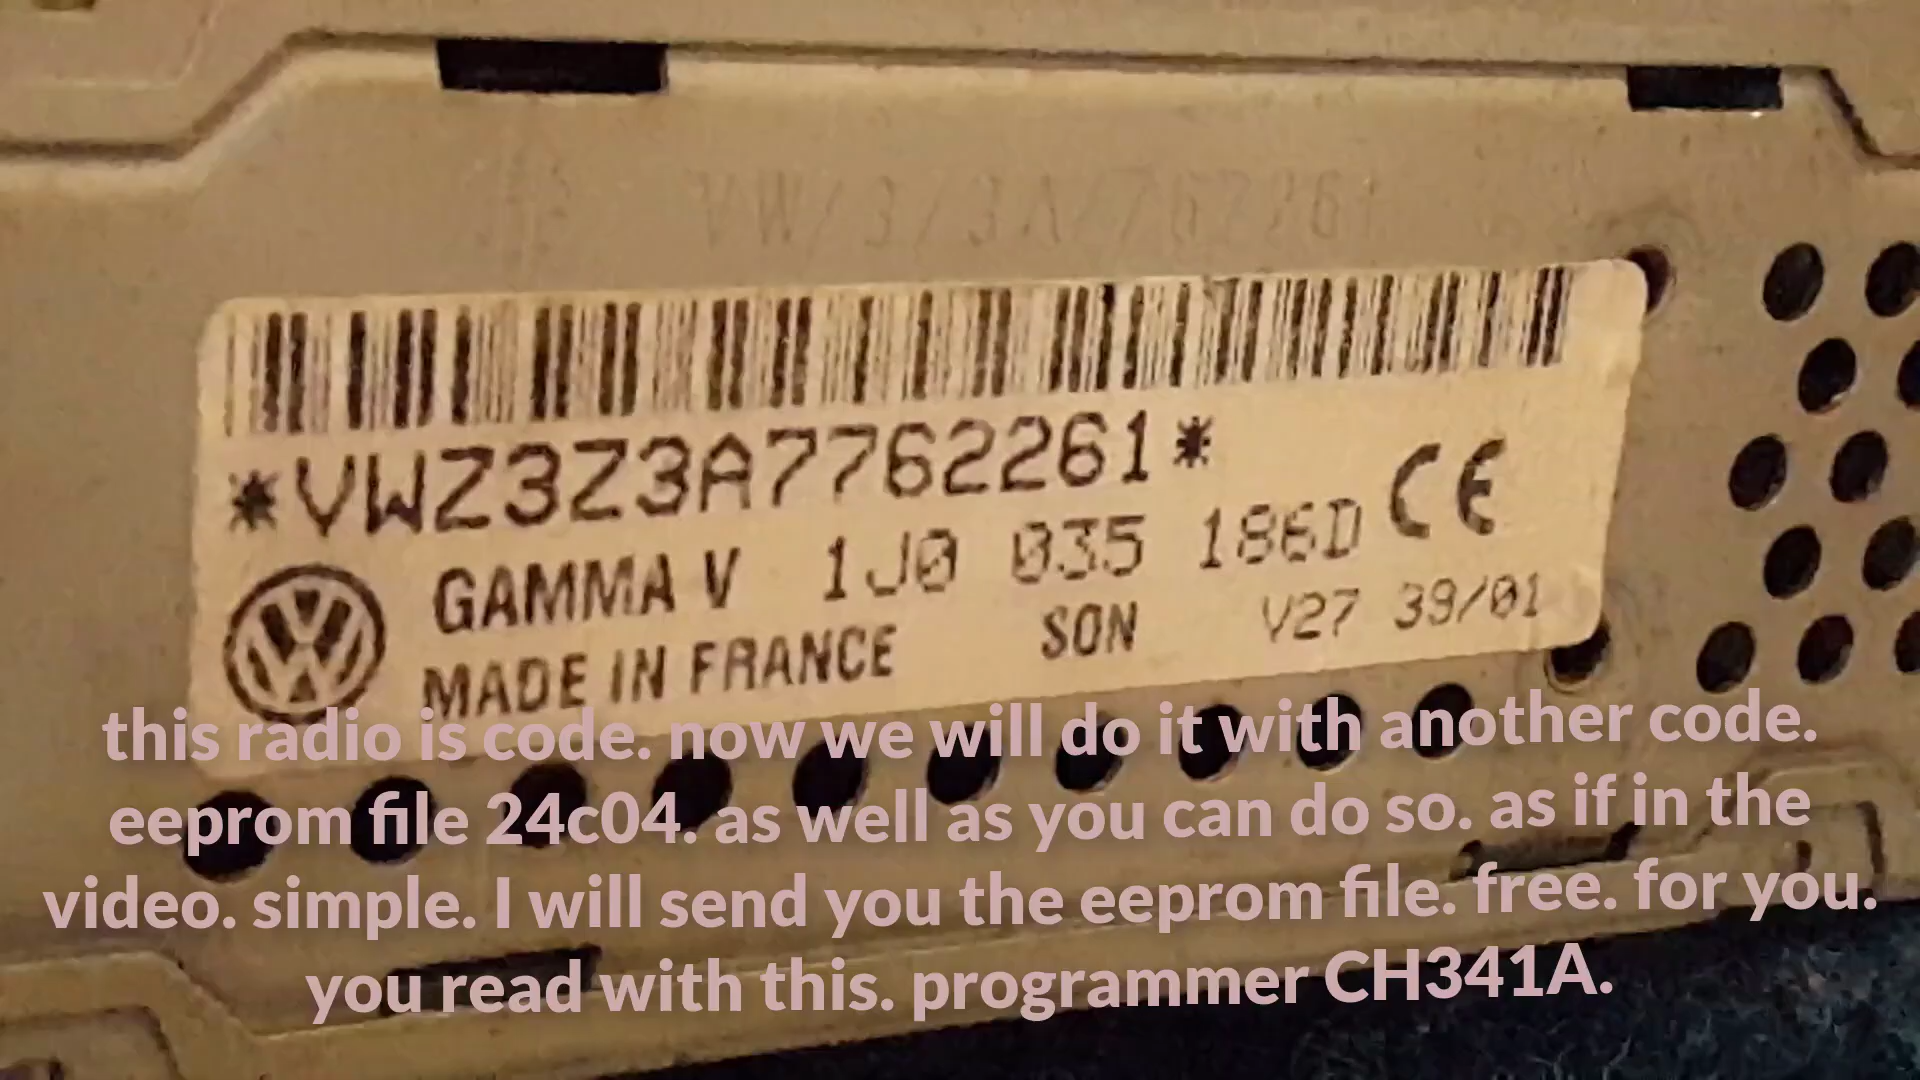 *VWZ3Z3A7762261*
GAMMA V 1J0 035 186D CE
MADE IN FRANCE SON V27 39/01
this radio is code. now we will do it with another code.
eeprom file 24c04. as well as you can do so. as if in the
video. simple. I will send you the eeprom file. free. for you.
you read with this. programmer CH341A.